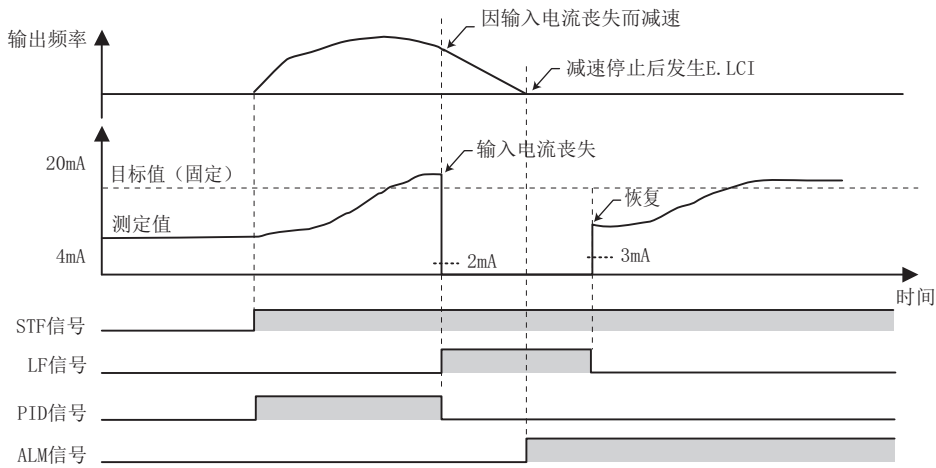 因输入电流丧失而减速
输出频率
减速停止后发生E.LCI
20mA
输入电流丧失
目标值（固定）
恢复
测定值
4mA
2mA
3mA
时间
STF信号
LF信号
PID信号
ALM信号